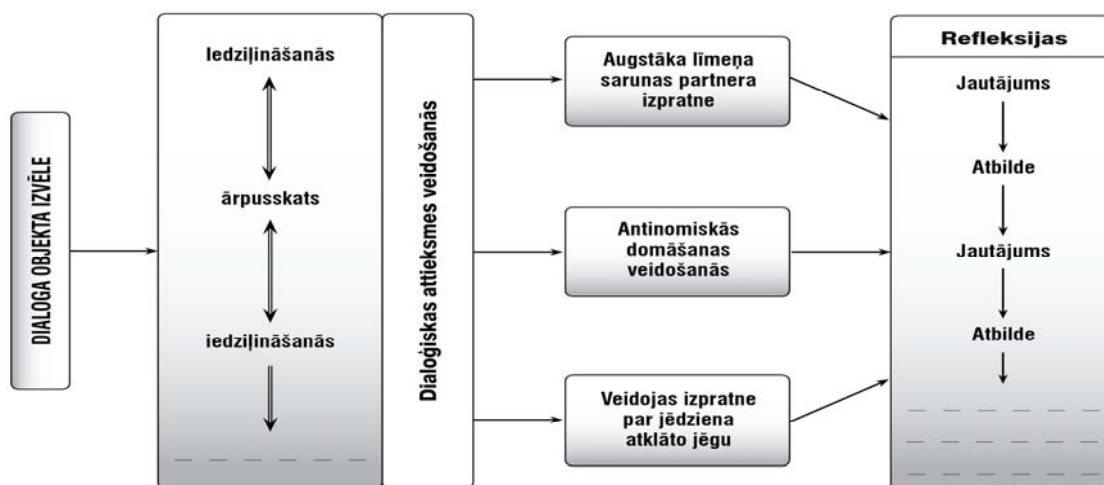 DIALOGA OBJEKTA IZVĒLE
Iedziļināšanās
ārpusskats
iedziļināšanās
Dialoģiskas attieksmes veidošanās
Augstāka līmeņa
sarunas partnera
izpratne
Antinomiskās
domāšanas
veidošanās
Veidojas izpratne
par jēdziena
atklāto jēgu
Refleksijas
Jautājums
Atbilde
Jautājums
Atbilde